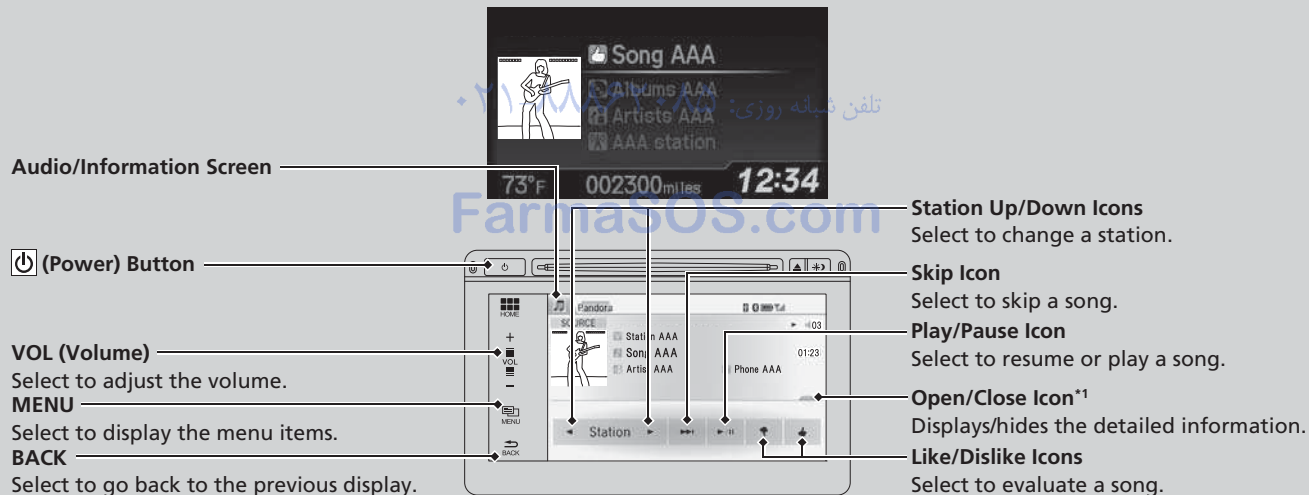 Song AAA
Albums AAA
Artists AAA
AAA station
73°F 002300miles 12:34
تلفن شبانه روزی: ۰۲۱-۸۸۸۶۲۰۸۵
FarmaSOS.com
Audio/Information Screen
(Power) Button
VOL (Volume)
Select to adjust the volume.
MENU
Select to display the menu items.
BACK
Select to go back to the previous display.
HOME
+
VOL
−
MENU
BACK
Pandora
SOURCE
03
Station AAA
Song AAA
01:23
Artist AAA
Phone AAA
Station
Station Up/Down Icons
Select to change a station.
Skip Icon
Select to skip a song.
Play/Pause Icon
Select to resume or play a song.
Open/Close Icon*1
Displays/hides the detailed information.
Like/Dislike Icons
Select to evaluate a song.